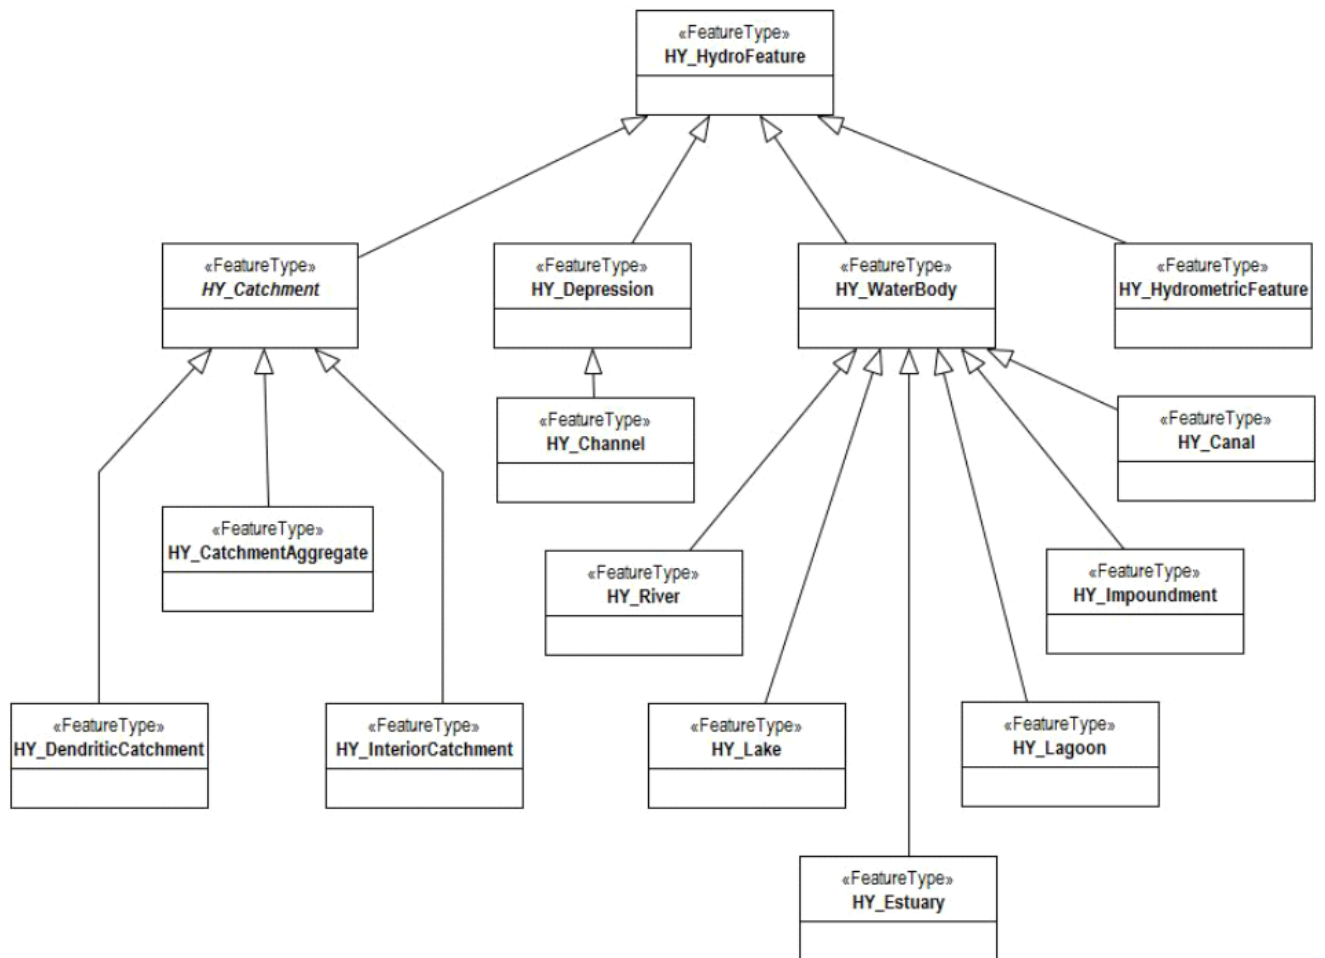 «FeatureType»
HY_HydroFeature
«FeatureType»
HY_Catchment
«FeatureType»
HY_Depression
«FeatureType»
HY_WaterBody
«FeatureType»
HY_HydrometricFeature
«FeatureType»
HY_Channel
«FeatureType»
HY_Canal
«FeatureType»
HY_CatchmentAggregate
«FeatureType»
HY_River
«FeatureType»
HY_Impoundment
«FeatureType»
HY_DendriticCatchment
«FeatureType»
HY_InteriorCatchment
«FeatureType»
HY_Lake
«FeatureType»
HY_Lagoon
«FeatureType»
HY_Estuary